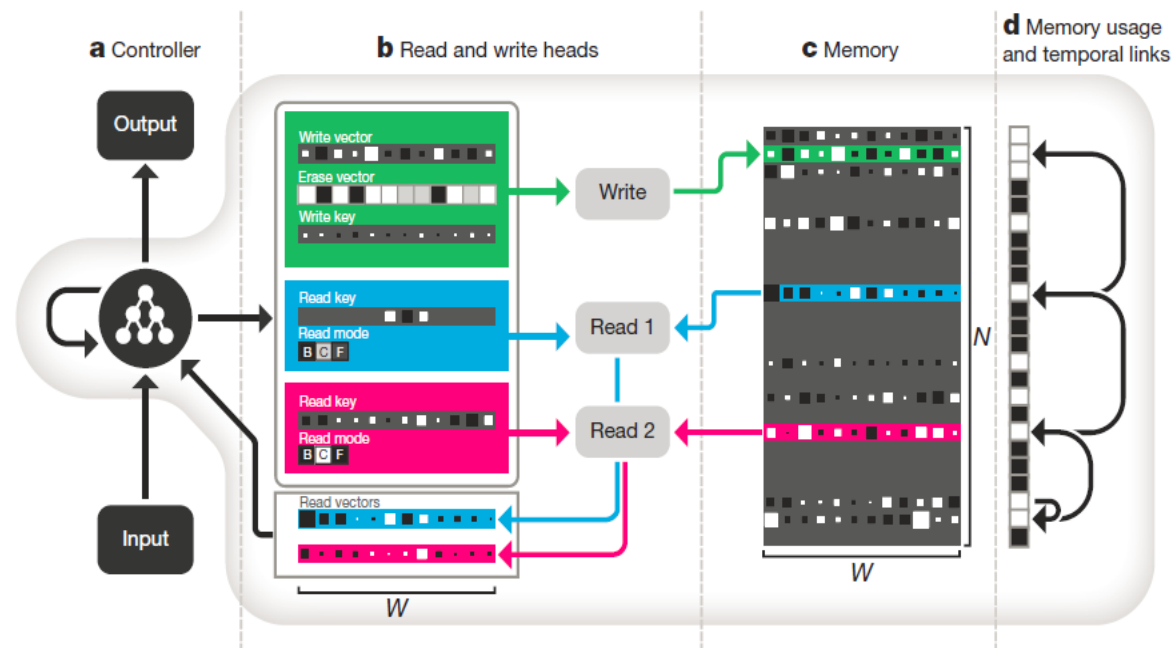 a Controller
b Read and write heads
c Memory
d Memory usage
and temporal links
Output
Input
Write vector
Erase vector
Write key
Read key
Read mode
B C F
Read key
Read mode
B C F
Read vectors
W
Write
Read 1
Read 2
N
W